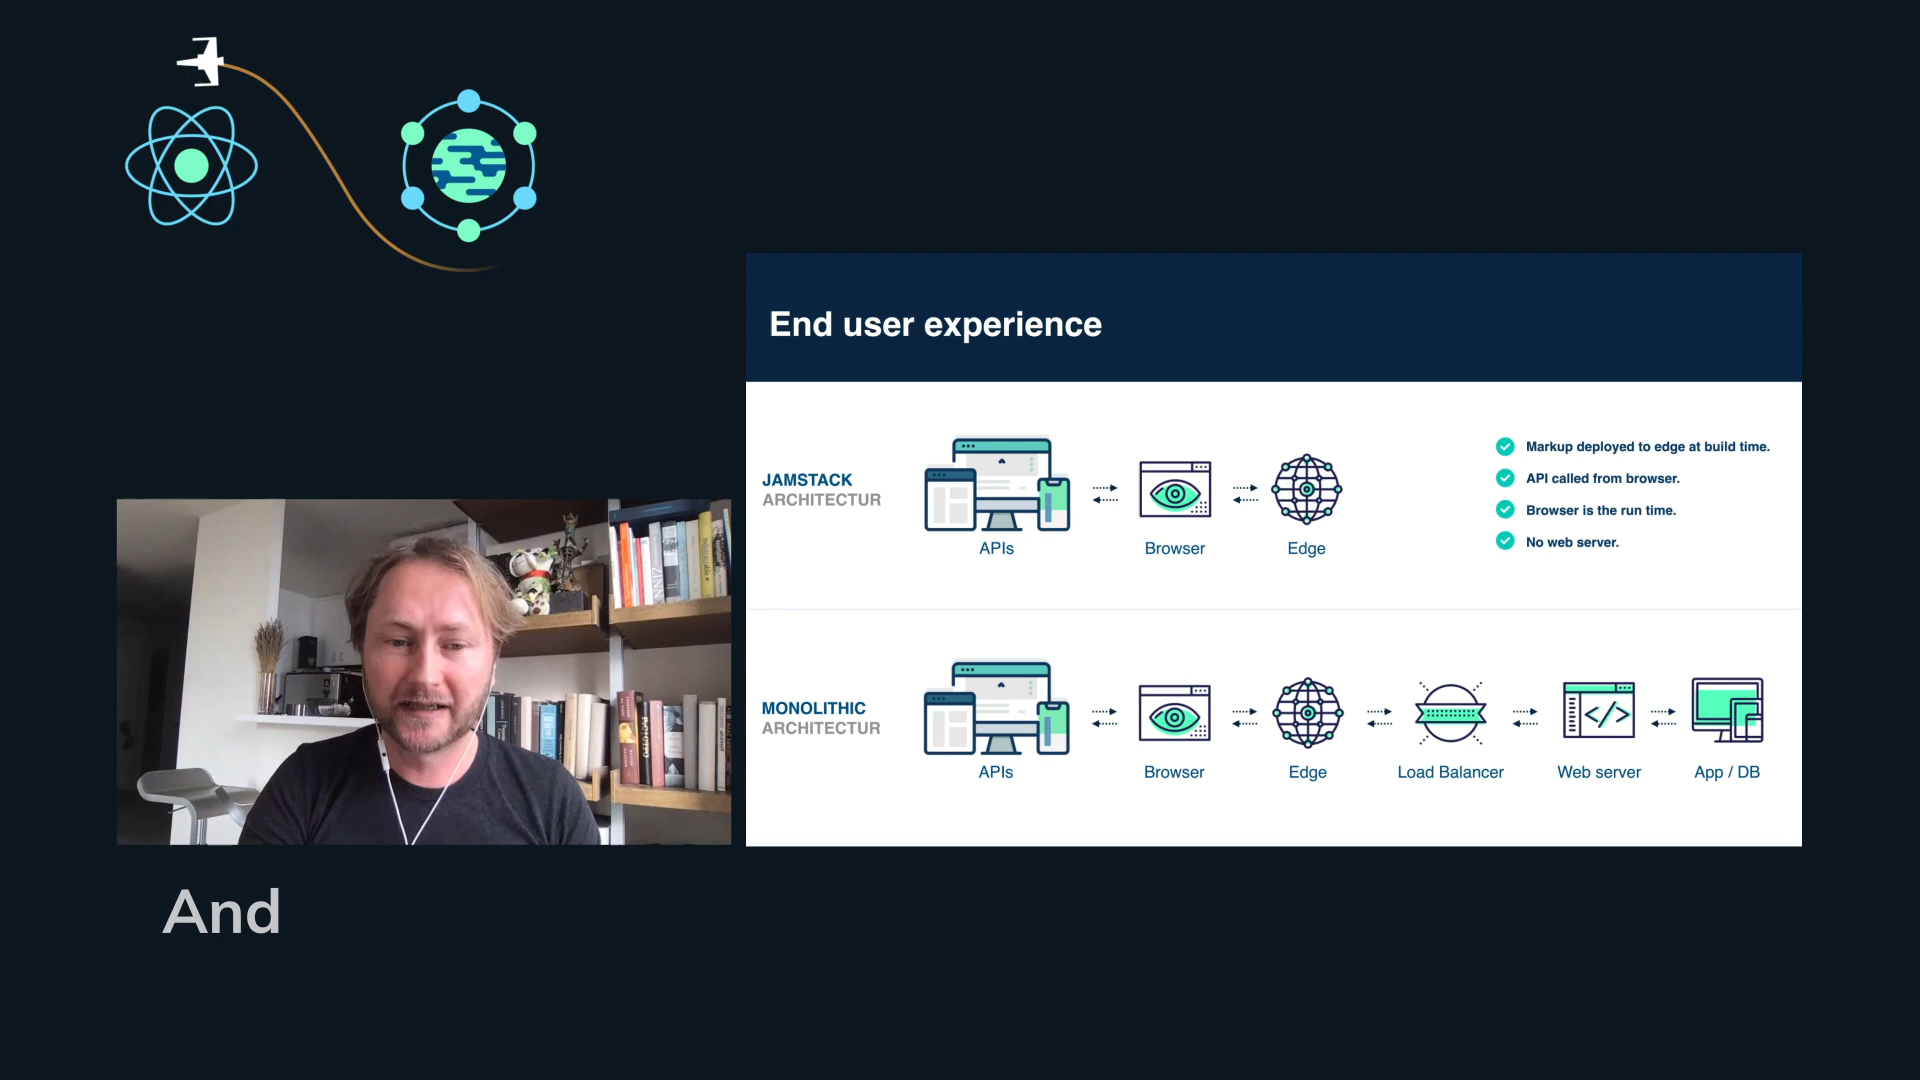 End user experience
JAMSTACK
ARCHITECTUR
APIs
Browser
Edge
Markup deployed to edge at build time.
API called from browser.
Browser is the run time.
No web server.
MONOLITHIC
ARCHITECTUR
APIs
Browser
Edge
Load Balancer
Web server
App / DB
And